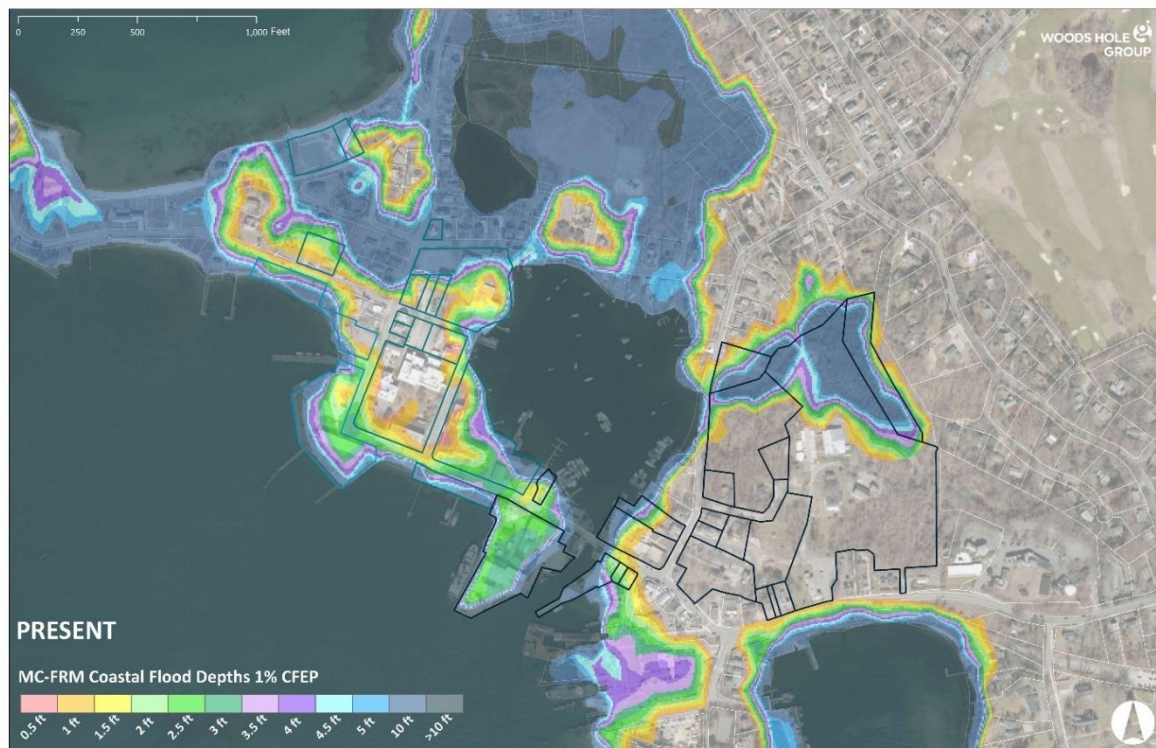 0 250 500 1,000 Feet
WOODS HOLE
GROUP
PRESENT
MC-FRM Coastal Flood Depths 1% CFEP
0.5 ft 1 ft 1.5 ft 2 ft 2.5 ft 3 ft 3.5 ft 4 ft 4.5 ft 5 ft 10 ft >10 ft